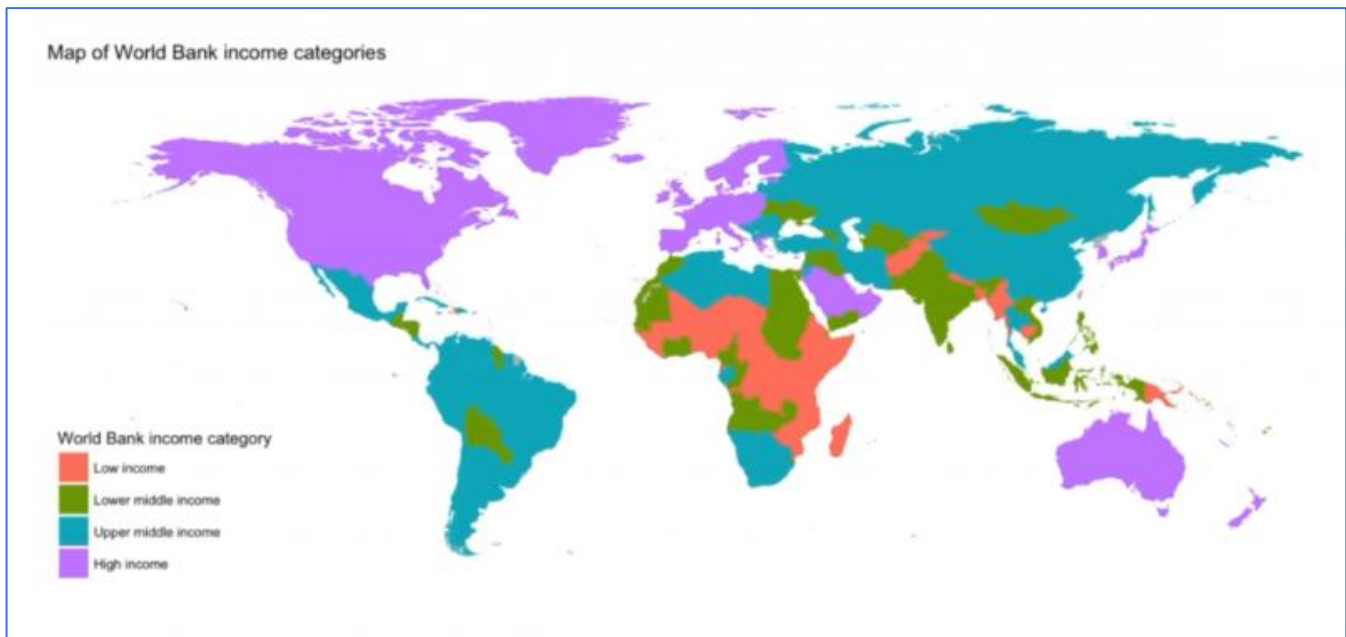 Map of World Bank income categories
World Bank income category
Low income
Lower middle income
Upper middle income
High income